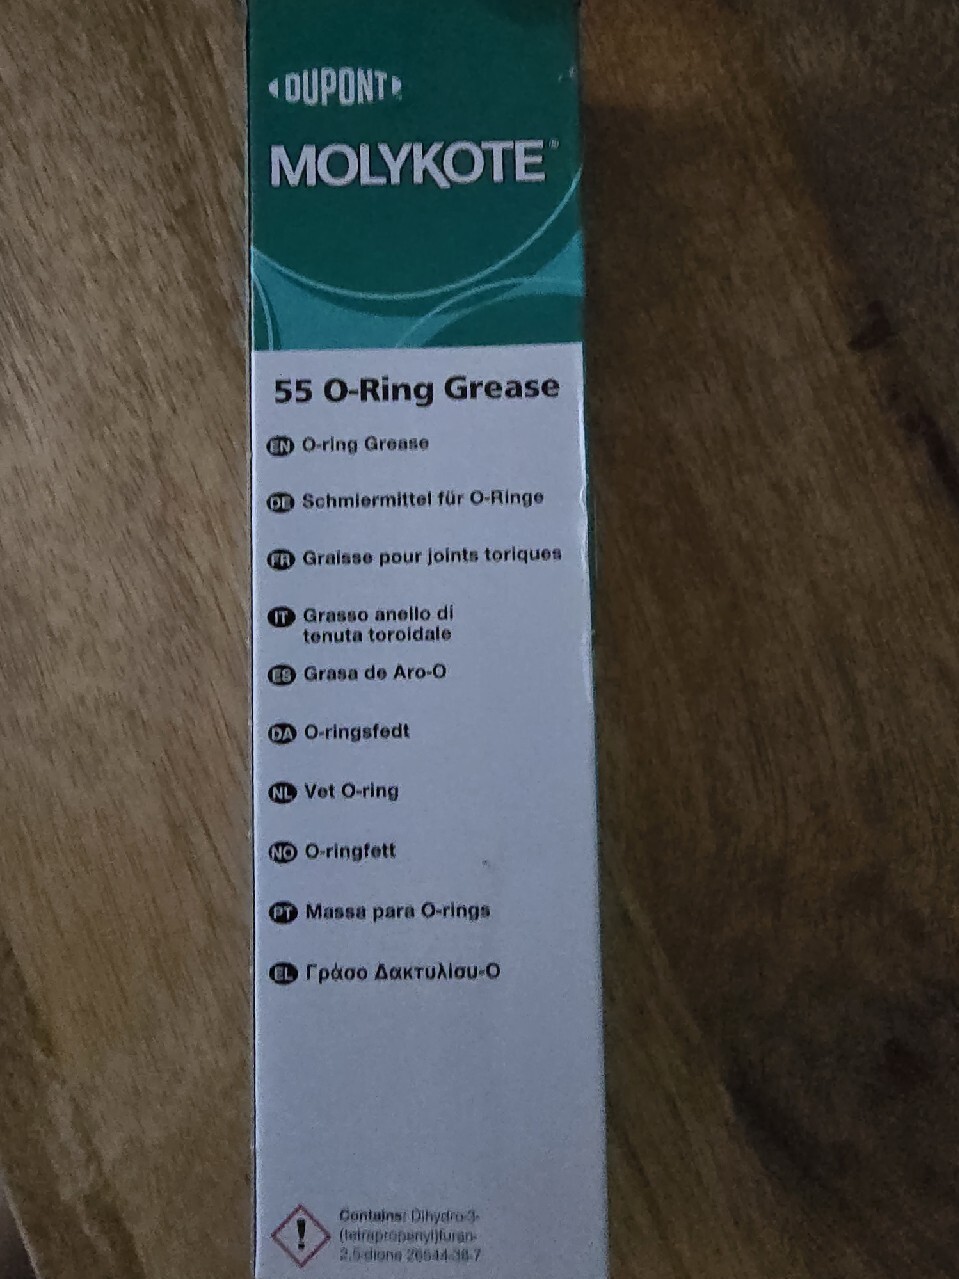 DUPONT
MOLYKOTE®
55 O-Ring Grease
EN O-ring Grease
DE Schmiermittel für O-Ringe
FR Graisse pour joints toriques
IT Grasso anello di
tenuta toroidale
ES Grasa de Aro-O
DA O-ringsfedt
NL Vet O-ring
NO O-ringfett
PT Massa para O-rings
EL Γράσο Δακτυλίου-Ο
Contains: Dihydro-3-
(tetrapropenyl)furan-
2,5-dione 26544-38-7